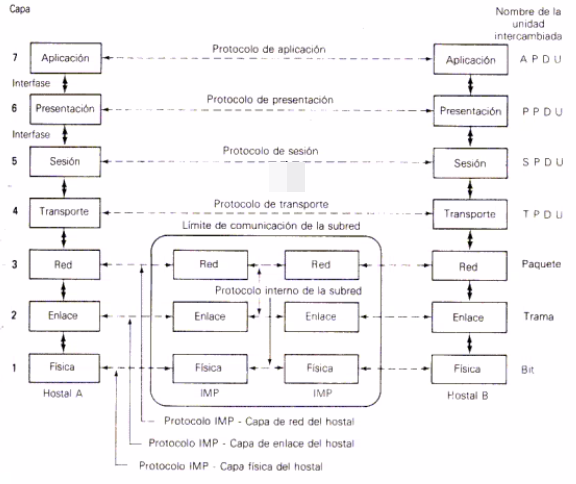 Capa
Nombre de la
unidad
intercambiada
7 Aplicación Protocolo de aplicación Aplicación A P D U
Interfase
6 Presentación Protocolo de presentación Presentación P P D U
Interfase
5 Sesión Protocolo de sesión Sesión S P D U
4 Transporte Protocolo de transporte Transporte T P D U
Límite de comunicación de la subred
3 Red Red Red Red Paquete
Protocolo interno de la subred
2 Enlace Enlace Enlace Enlace Trama
1 Física Física Física Física Bit
Hostal A IMP IMP Hostal B
Protocolo IMP - Capa de red del hostal
Protocolo IMP - Capa de enlace del hostal
Protocolo IMP - Capa física del hostal